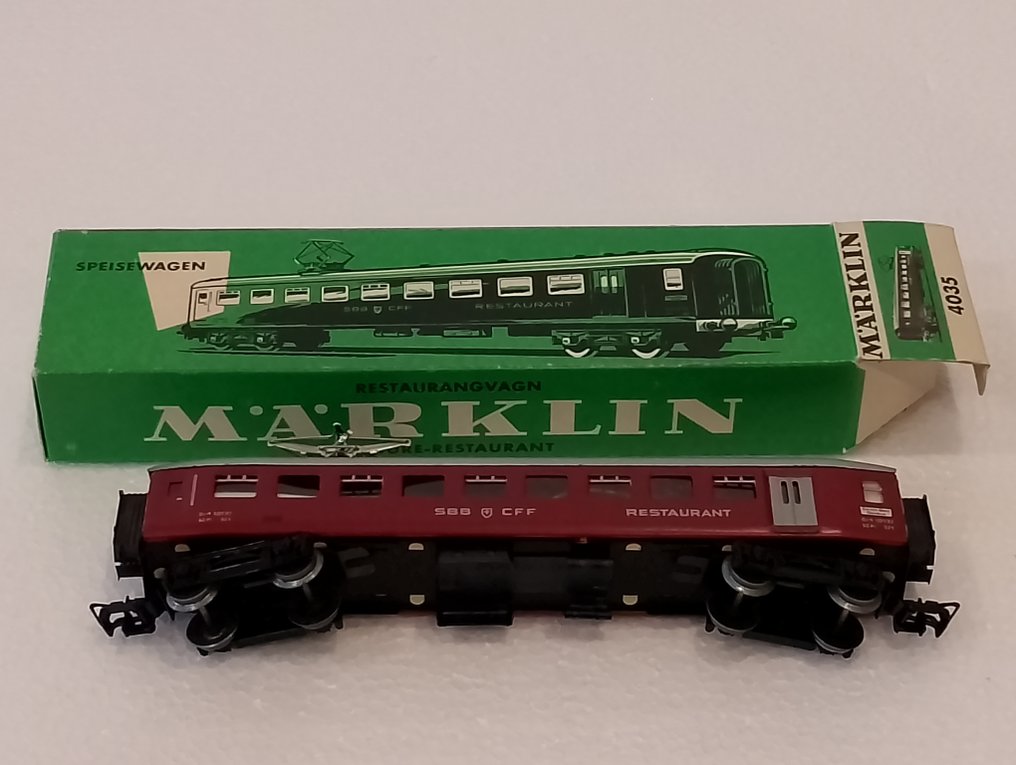 SPEISEWAGEN
SBB CFF RESTAURANT
MÄRKLIN
4035
RESTAURANGVAGN
MÄRKLIN
SBB CFF RESTAURANT